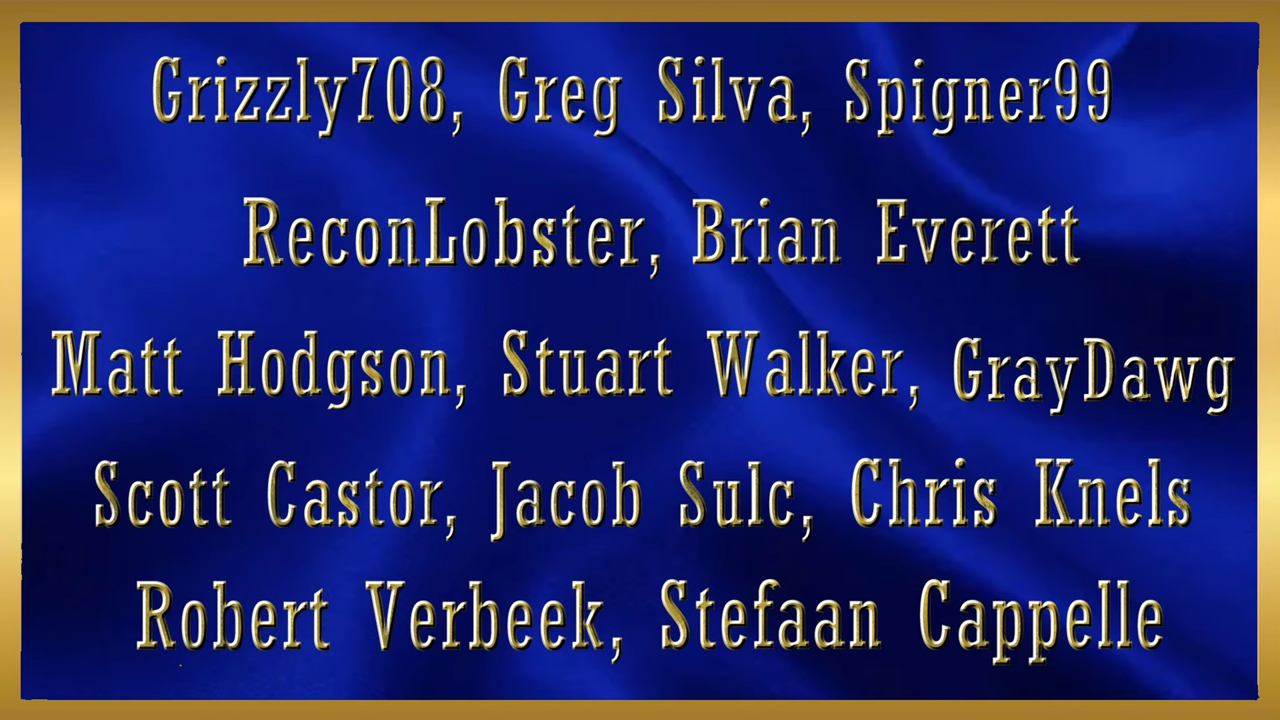 Grizzly708, Greg Silva, Spigner99
ReconLobster, Brian Everett
Matt Hodgson, Stuart Walker, GrayDawg
Scott Castor, Jacob Sulc, Chris Knels
Robert Verbeek, Stefaan Cappelle